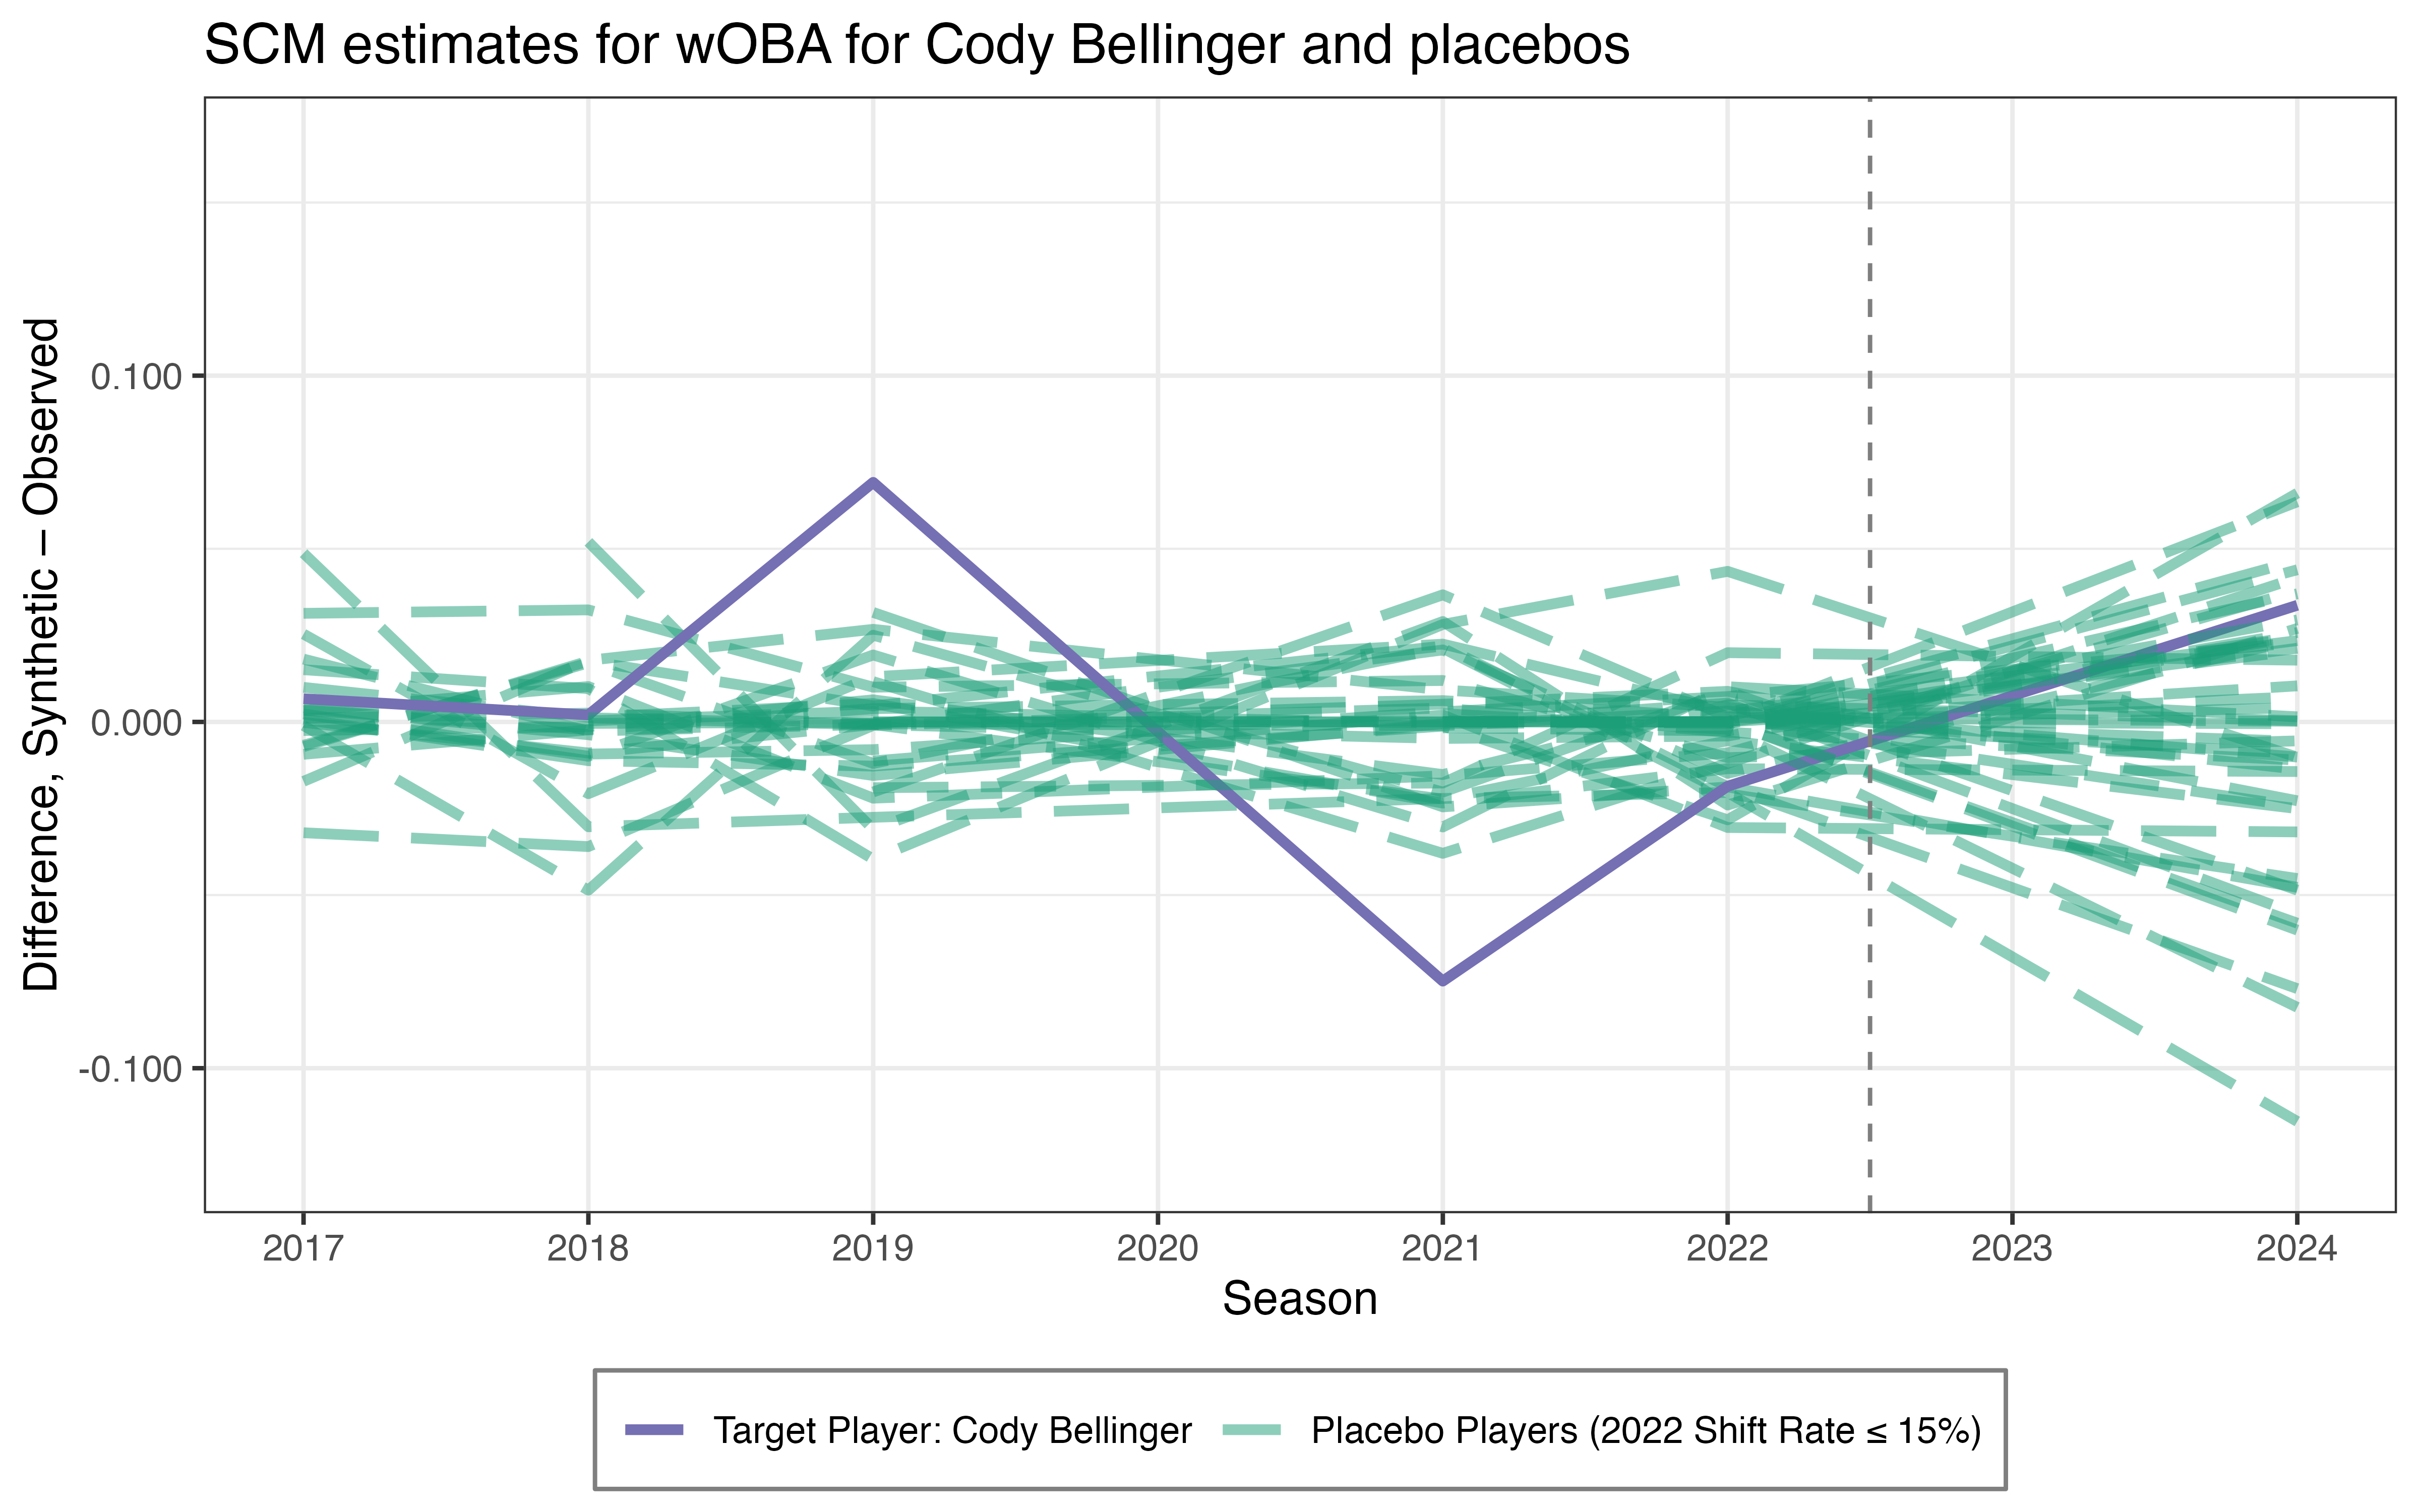 SCM estimates for wOBA for Cody Bellinger and placebos
Difference, Synthetic − Observed
0.100
0.000
-0.100
2017 2018 2019 2020 2021 2022 2023 2024
Season
Target Player: Cody Bellinger Placebo Players (2022 Shift Rate ≤ 15%)